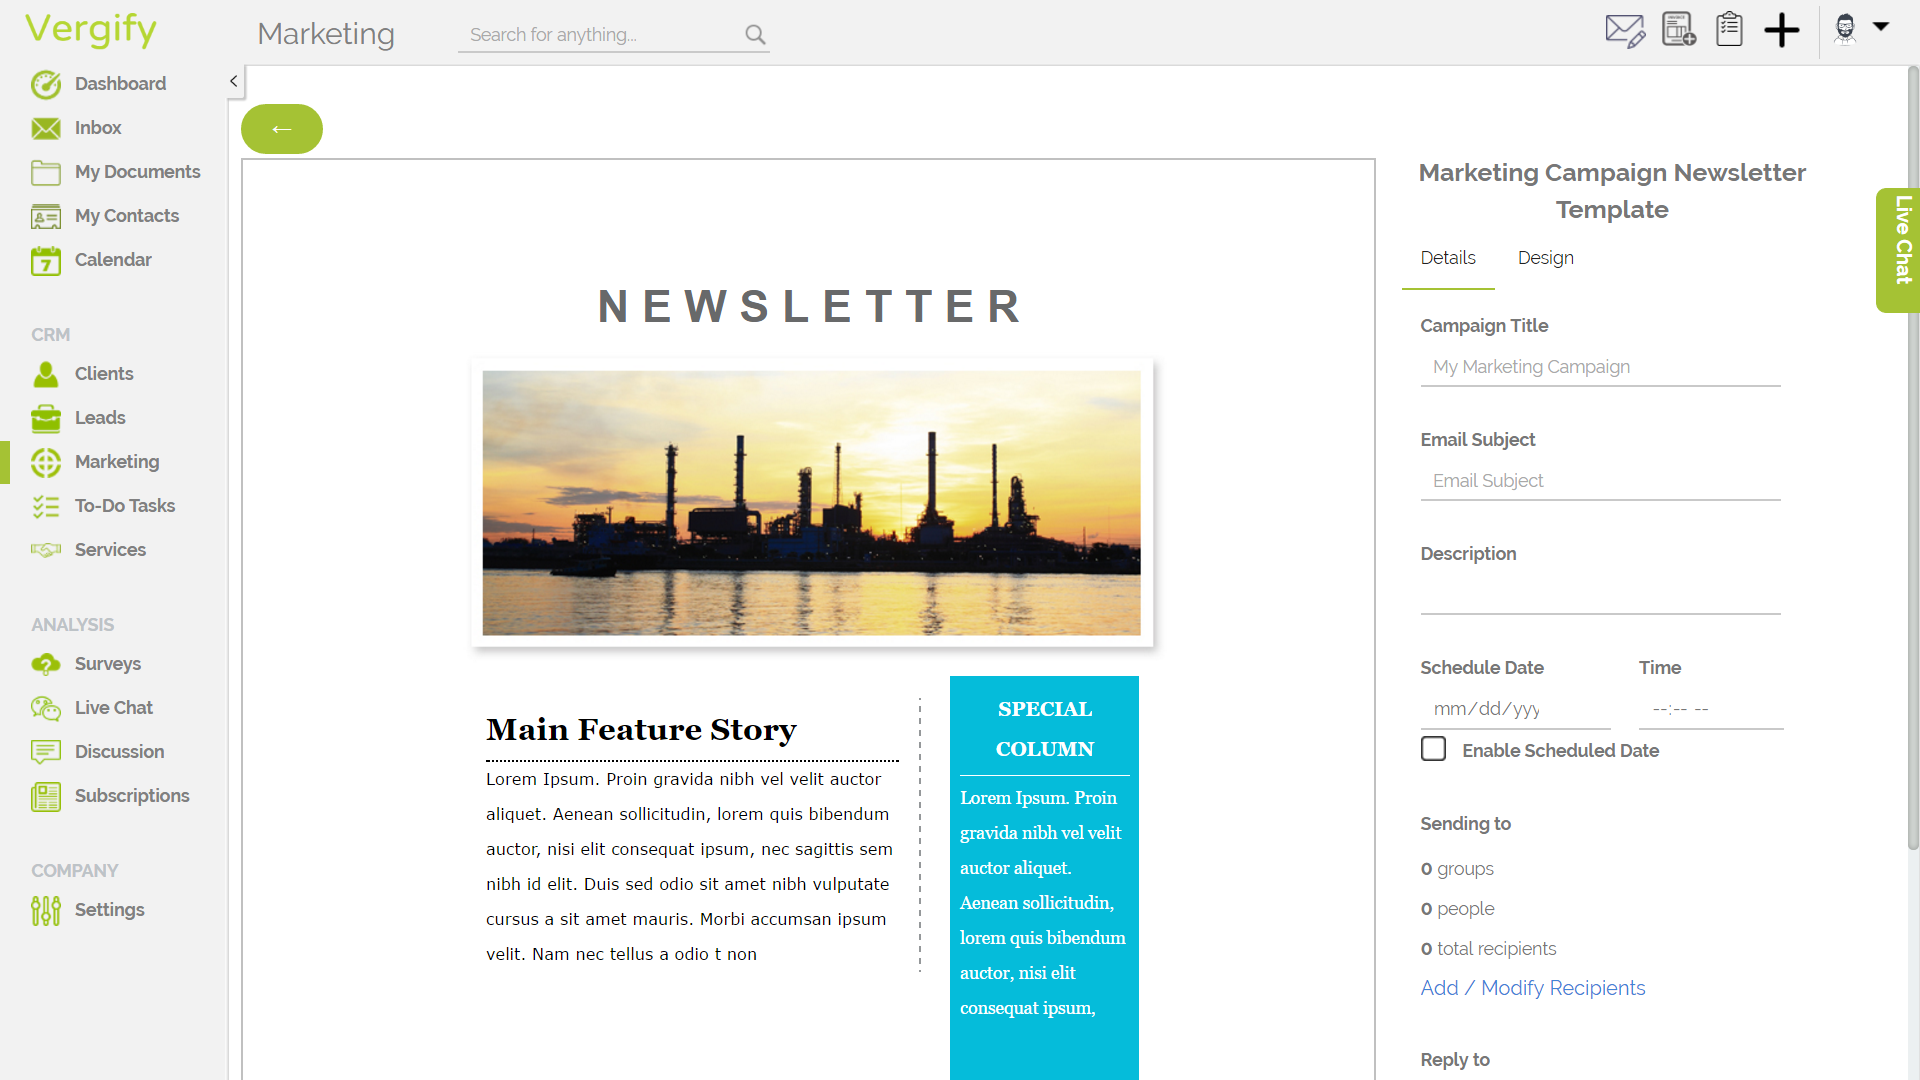 Vergify
Marketing
Search for anything...
Dashboard
Inbox
My Documents
My Contacts
7
Calendar
CRM
Clients
Leads
Marketing
To-Do Tasks
Services
ANALYSIS
Surveys
Live Chat
Discussion
Subscriptions
COMPANY
Settings
←
NEWSLETTER
Main Feature Story
Lorem Ipsum. Proin gravida nibh vel velit auctor
aliquet. Aenean sollicitudin, lorem quis bibendum
auctor, nisi elit consequat ipsum, nec sagittis sem
nibh id elit. Duis sed odio sit amet nibh vulputate
cursus a sit amet mauris. Morbi accumsan ipsum
velit. Nam nec tellus a odio t non
SPECIAL
COLUMN
Lorem Ipsum. Proin
gravida nibh vel velit
auctor aliquet.
Aenean sollicitudin,
lorem quis bibendum
auctor, nisi elit
consequat ipsum,
Marketing Campaign Newsletter
Template
Details Design
Campaign Title
My Marketing Campaign
Email Subject
Email Subject
Description
Schedule Date Time
mm/dd/yyy --:-- --
Enable Scheduled Date
Sending to
0 groups
0 people
0 total recipients
Add / Modify Recipients
Reply to
Live Chat